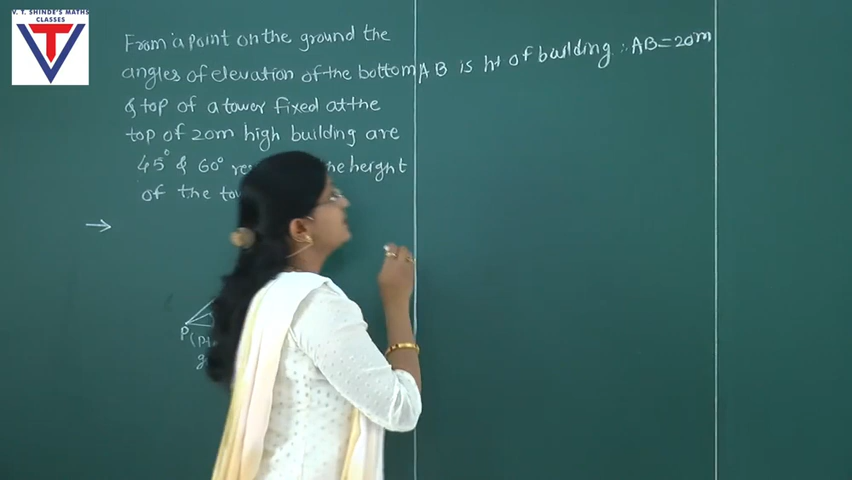 V. T. SHINDE'S MATHS
CLASSES
From a point on the ground the
angles of elevation of the bottom
& top of a tower fixed at the
top of 20m high building are
45° & 60° height
of the
AB is ht of building ∴ AB=20m
→
P